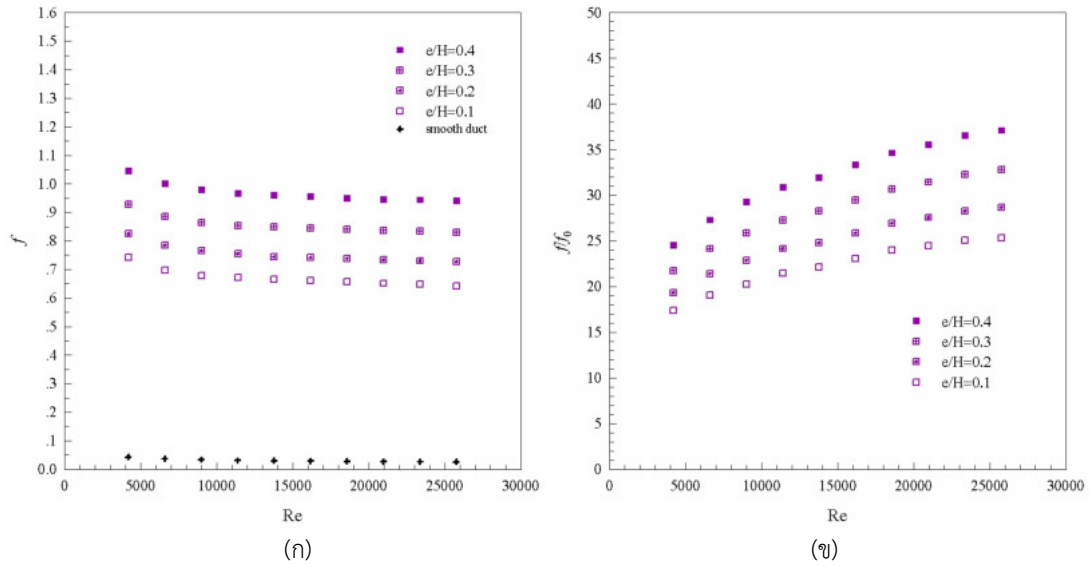 1.6
1.5
1.4
1.3
1.2
1.1
1.0
.9
.8
.7
.6
.5
.4
.3
.2
.1
0.0
f
0 5000 10000 15000 20000 25000 30000
Re
e/H=0.4
e/H=0.3
e/H=0.2
e/H=0.1
smooth duct
(ก)
50
45
40
35
30
25
20
15
10
5
0
f/f₀
0 5000 10000 15000 20000 25000 30000
Re
e/H=0.4
e/H=0.3
e/H=0.2
e/H=0.1
(ข)